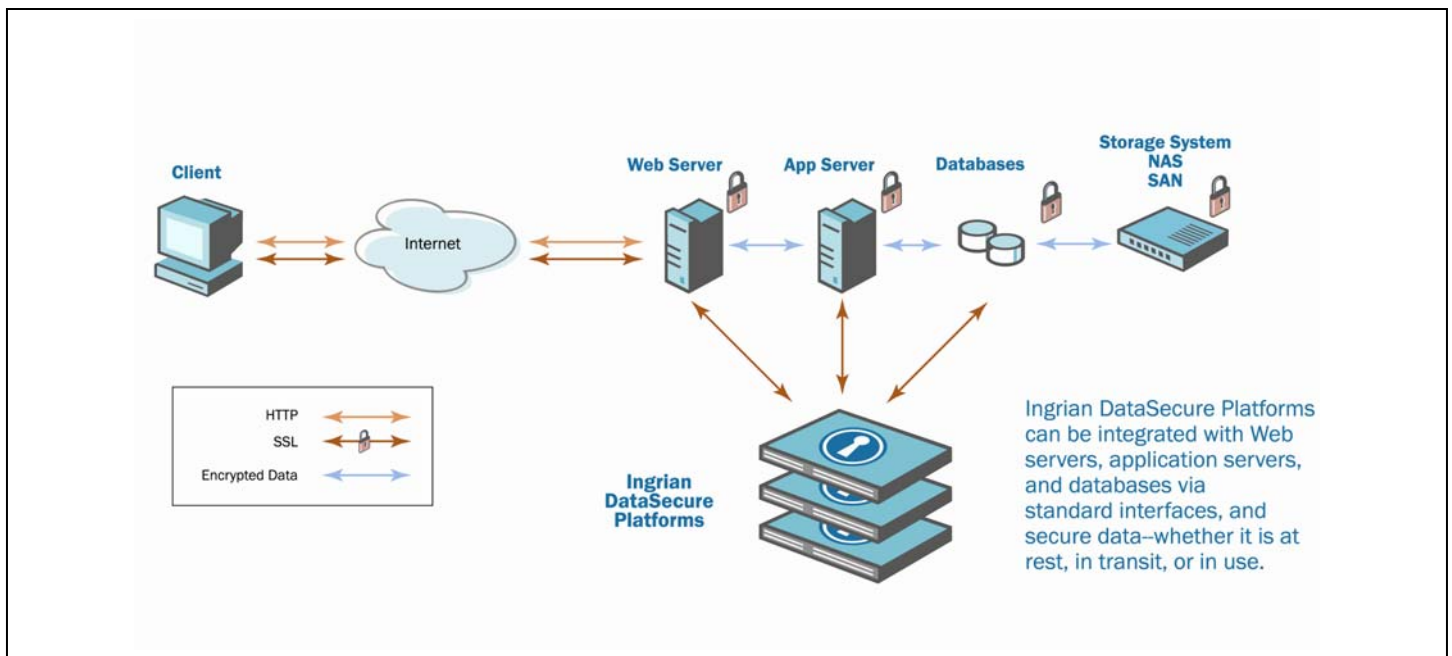 Client
Internet
Web Server
App Server
Databases
Storage System
NAS
SAN
HTTP
SSL
Encrypted Data
Ingrian
DataSecure
Platforms
Ingrian DataSecure Platforms
can be integrated with Web
servers, application servers,
and databases via
standard interfaces, and
secure data--whether it is at
rest, in transit, or in use.